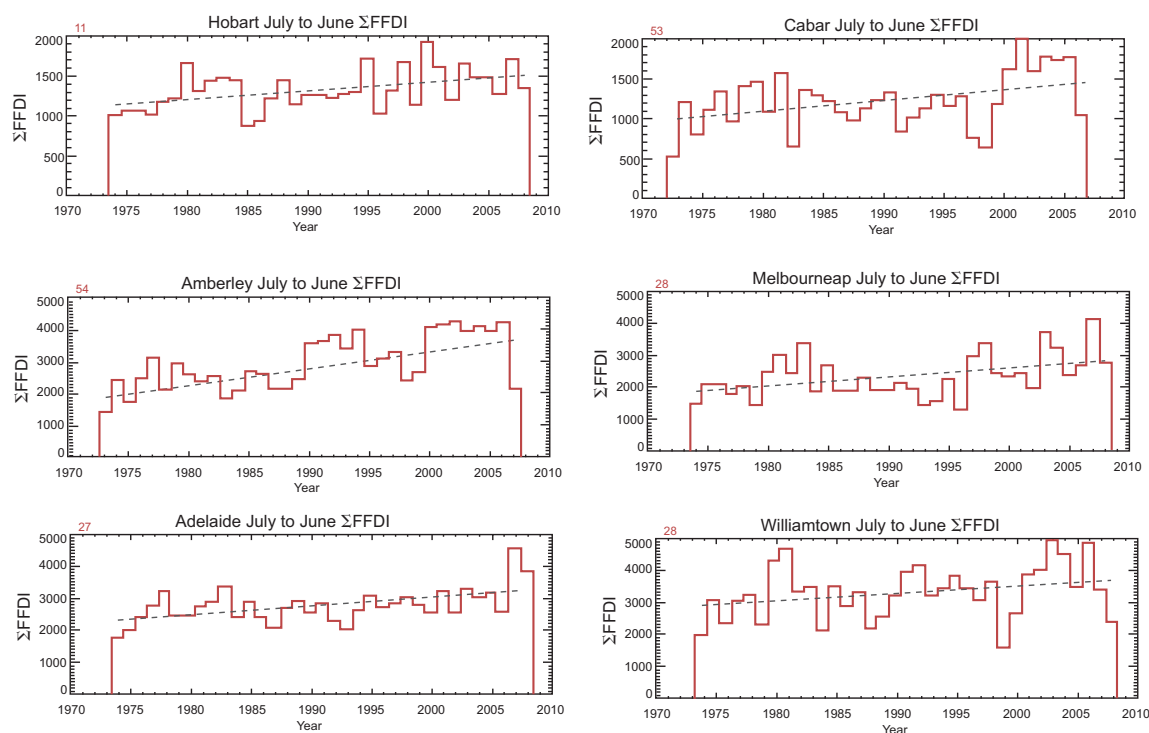 Hobart July to June ΣFFDI
11
2000
1500
1000
500
0
ΣFFDI
1970 1975 1980 1985 1990 1995 2000 2005 2010
Year
Cabar July to June ΣFFDI
53
2000
1500
1000
500
0
ΣFFDI
1970 1975 1980 1985 1990 1995 2000 2005 2010
Year
Amberley July to June ΣFFDI
54
5000
4000
3000
2000
1000
0
ΣFFDI
1970 1975 1980 1985 1990 1995 2000 2005 2010
Year
Melbourneap July to June ΣFFDI
28
5000
4000
3000
2000
1000
0
ΣFFDI
1970 1975 1980 1985 1990 1995 2000 2005 2010
Year
Adelaide July to June ΣFFDI
27
5000
4000
3000
2000
1000
0
ΣFFDI
1970 1975 1980 1985 1990 1995 2000 2005 2010
Year
Williamtown July to June ΣFFDI
28
5000
4000
3000
2000
1000
0
ΣFFDI
1970 1975 1980 1985 1990 1995 2000 2005 2010
Year